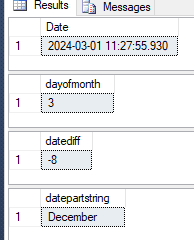 Results Messages
Date
1 2024-03-01 11:27:55.930
dayofmonth
1 3
datediff
1 -8
datepartstring
1 December